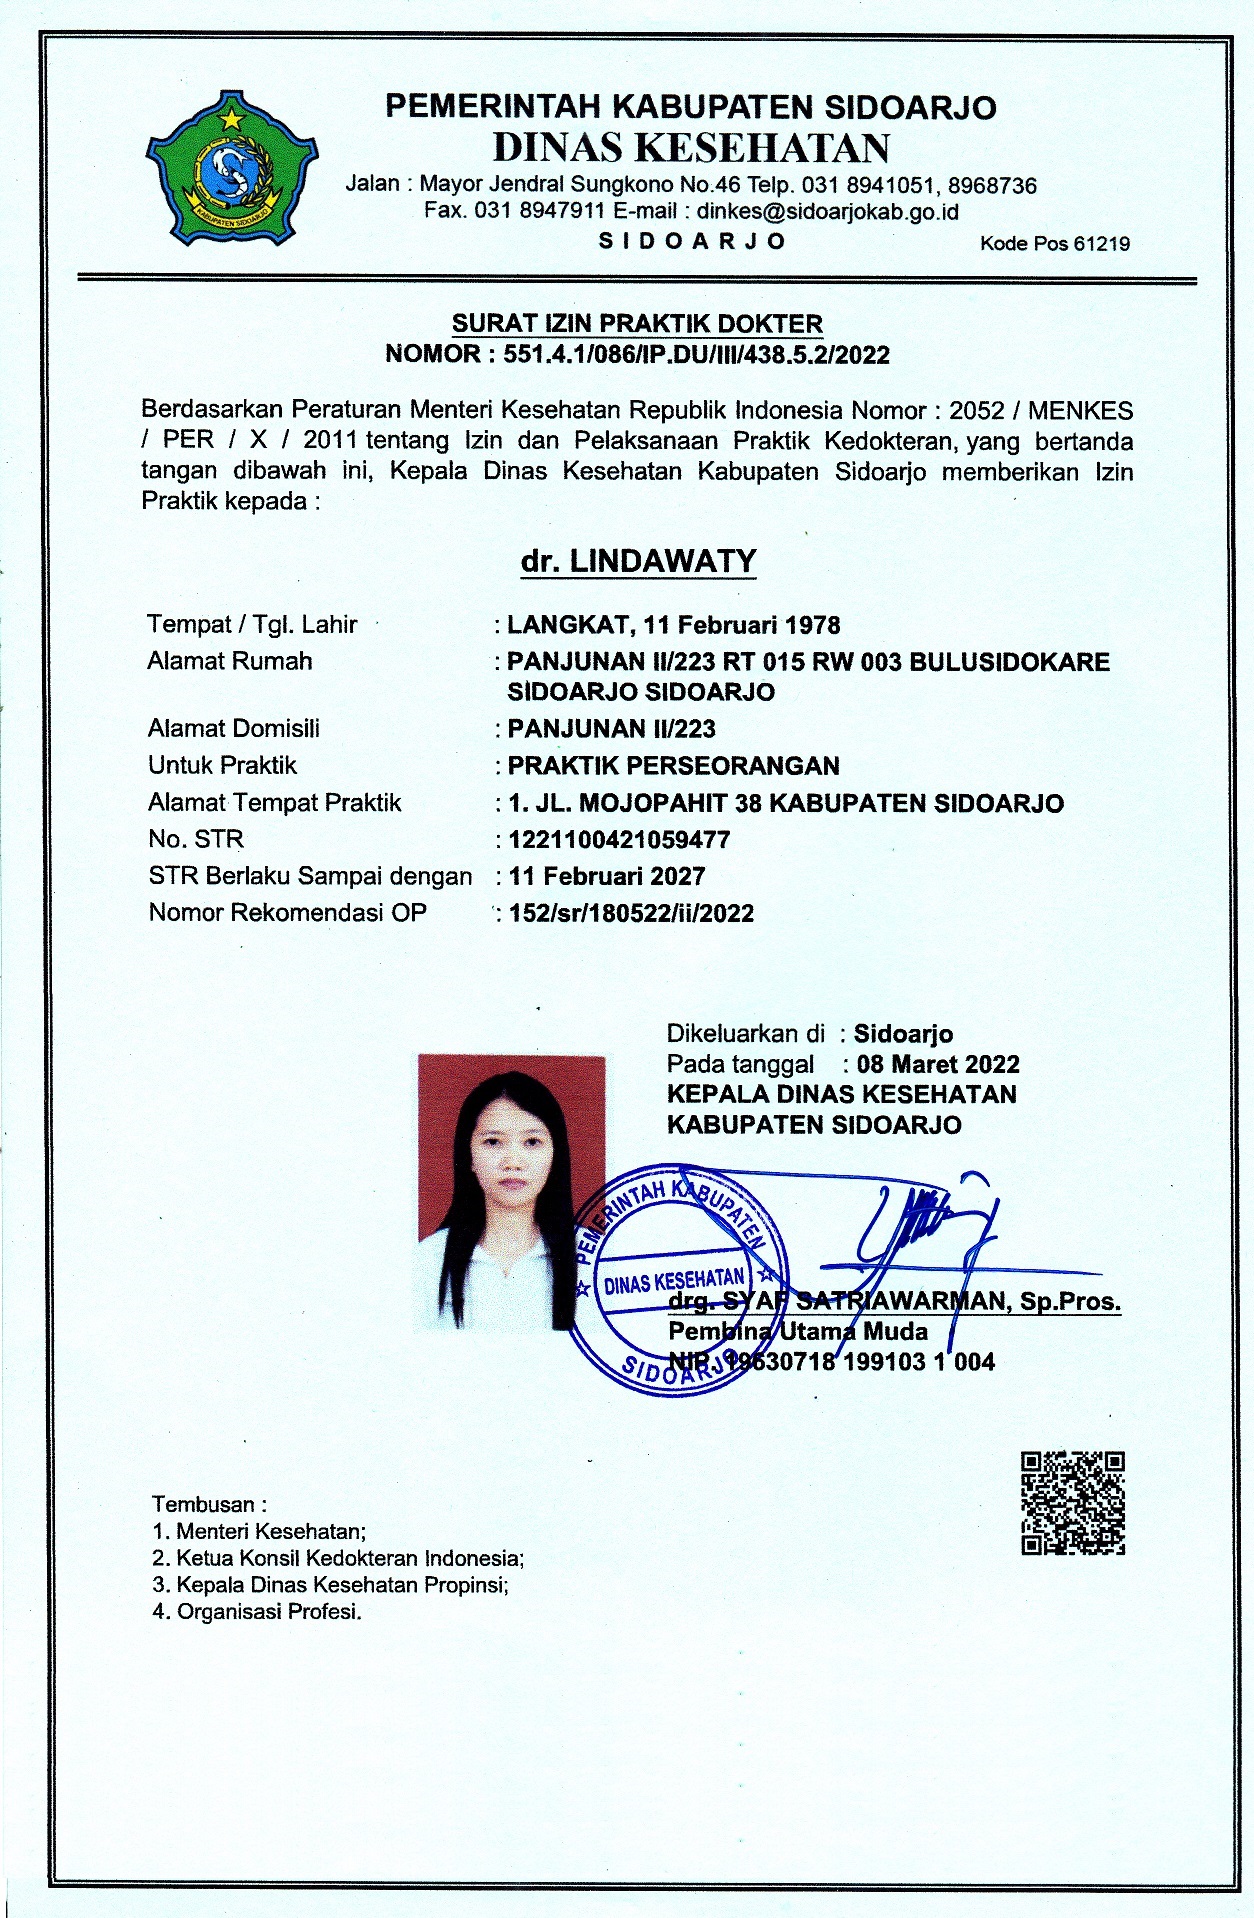 PEMERINTAH KABUPATEN SIDOARJO
DINAS KESEHATAN
Jalan : Mayor Jendral Sungkono No.46 Telp. 031 8941051, 8968736
Fax. 031 8947911 E-mail : dinkes@sidoarjokab.go.id
S I D O A R J O
Kode Pos 61219
KABUPATEN SIDOARJO
SURAT IZIN PRAKTIK DOKTER
NOMOR : 551.4.1/086/IP.DU/III/438.5.2/2022
Berdasarkan Peraturan Menteri Kesehatan Republik Indonesia Nomor : 2052 / MENKES
/ PER / X / 2011 tentang Izin dan Pelaksanaan Praktik Kedokteran, yang bertanda
tangan dibawah ini, Kepala Dinas Kesehatan Kabupaten Sidoarjo memberikan Izin
Praktik kepada :
dr. LINDAWATY
Tempat / Tgl. Lahir : LANGKAT, 11 Februari 1978
Alamat Rumah : PANJUNAN II/223 RT 015 RW 003 BULUSIDOKARE
SIDOARJO SIDOARJO
Alamat Domisili : PANJUNAN II/223
Untuk Praktik : PRAKTIK PERSEORANGAN
Alamat Tempat Praktik : 1. JL. MOJOPAHIT 38 KABUPATEN SIDOARJO
No. STR : 1221100421059477
STR Berlaku Sampai dengan : 11 Februari 2027
Nomor Rekomendasi OP : 152/sr/180522/ii/2022
Dikeluarkan di : Sidoarjo
Pada tanggal : 08 Maret 2022
KEPALA DINAS KESEHATAN
KABUPATEN SIDOARJO
PEMERINTAH KABUPATEN
DINAS KESEHATAN
SIDOARJO
drg. SYAF SATRIAWARMAN, Sp.Pros.
Pembina Utama Muda
NIP. 19630718 199103 1 004
Tembusan :
1. Menteri Kesehatan;
2. Ketua Konsil Kedokteran Indonesia;
3. Kepala Dinas Kesehatan Propinsi;
4. Organisasi Profesi.